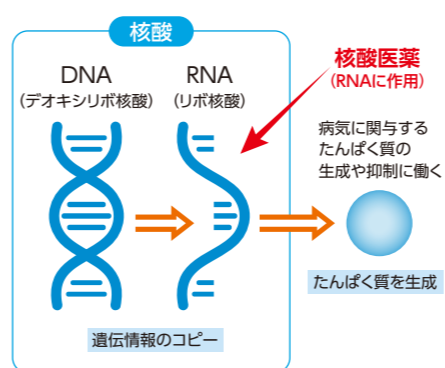 核酸
DNA
（デオキシリボ核酸）
RNA
（リボ核酸）
核酸医薬
（RNAに作用）
病気に関与する
たんぱく質の
生成や抑制に働く
たんぱく質を生成
遺伝情報のコピー